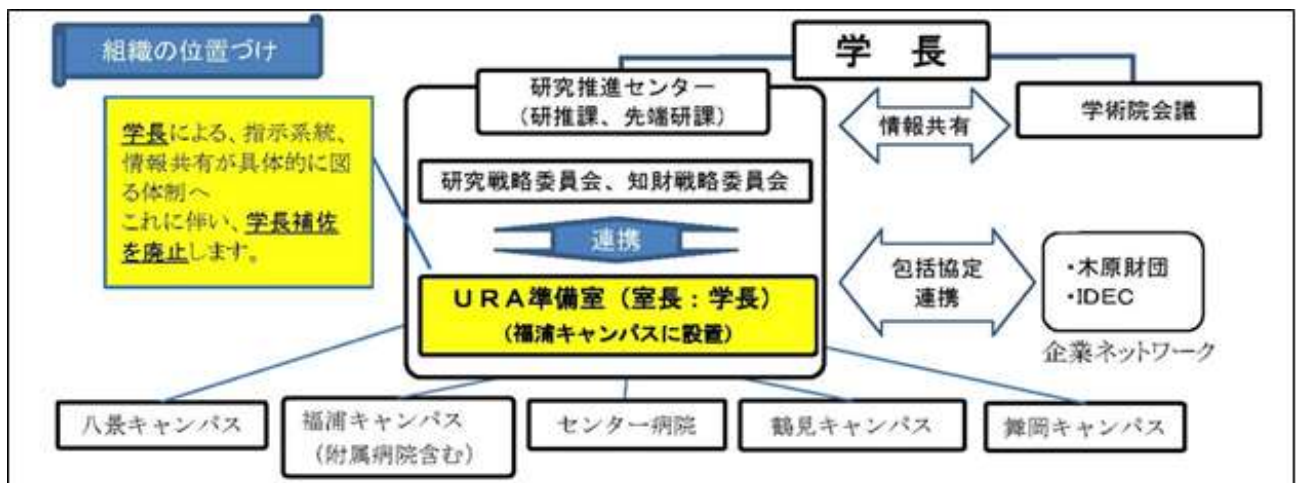 組織の位置づけ
学　長
研究推進センター
(研推課、先端研課)
情報共有
学術院会議
学長による、指示系統、
情報共有が具体的に図
る体制へ
これに伴い、学長補佐
を廃止します。
研究戦略委員会、知財戦略委員会
連携
URA準備室（室長：学長）
(福浦キャンパスに設置)
包括協定
連携
・木原財団
・IDEC
企業ネットワーク
八景キャンパス
福浦キャンパス
（附属病院含む）
センター病院
鶴見キャンパス
舞岡キャンパス